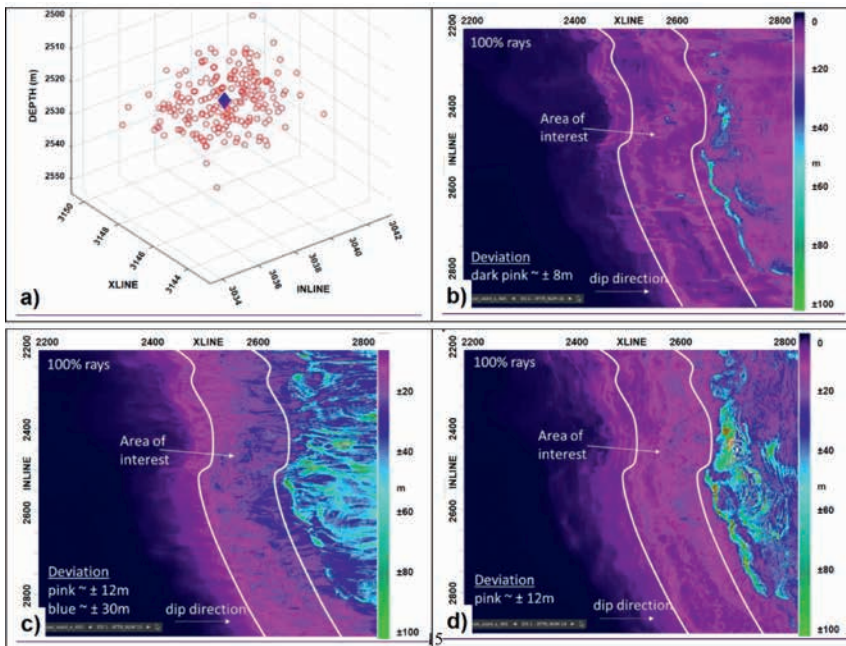 2500
2510
2520
2530
2540
2550
DEPTH (m)
3150
3148
3146
3144
XLINE
3034
3036
3038
3040
3042
INLINE
a)
2200 2400 XLINE 2600 2800
2200
2400
INLINE
2600
2800
100% rays
Area of
interest
Deviation
dark pink ~ ± 8m
dip direction
b)
0
±20
±40
m
±60
±80
±100
2200 2400 XLINE 2600 2800
2200
2400
INLINE
2600
2800
100% rays
Area of
interest
Deviation
pink ~ ± 12m
blue ~ ± 30m
dip direction
c)
±20
±40
m
±60
±80
±100
2200 2400 XLINE 2600 2800
2200
2400
INLINE
2600
2800
100% rays
Area of
interest
Deviation
pink ~ ± 12m
dip direction
d)
0
±20
±40
m
±60
±80
±100